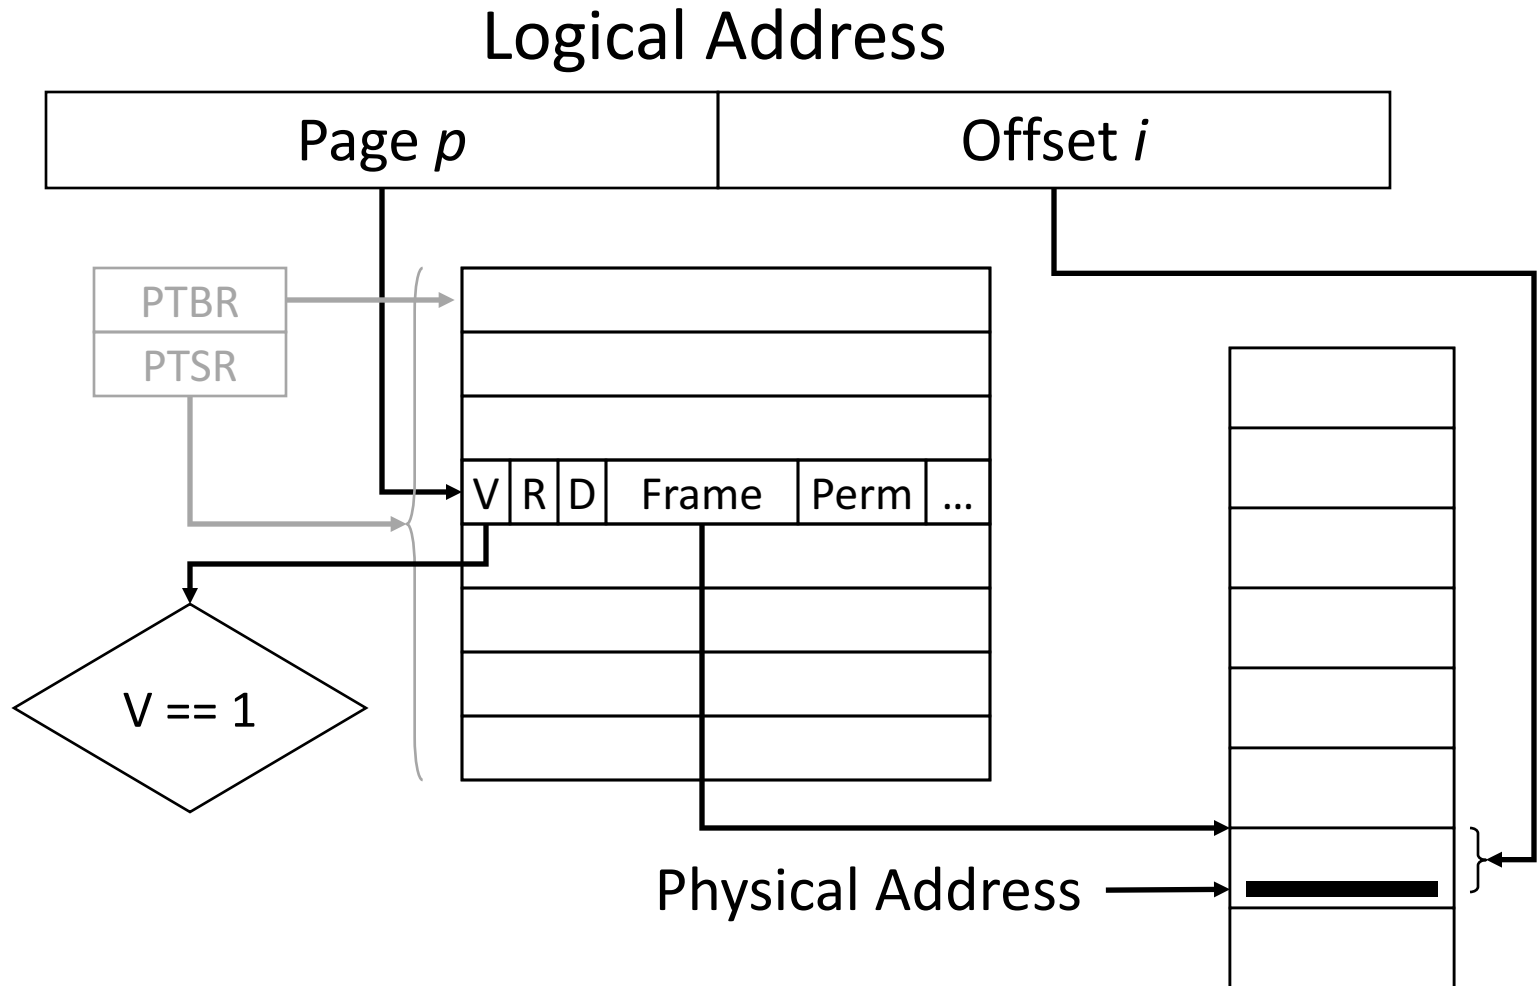 Logical Address
Page p
Offset i
PTBR
PTSR
V R D Frame Perm ...
V == 1
Physical Address